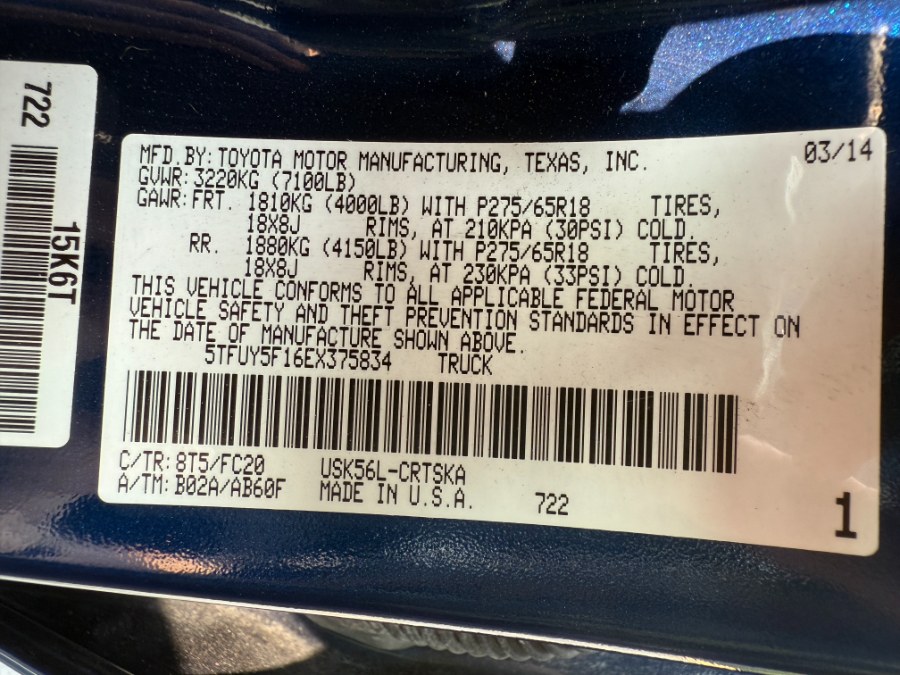 722
15K6T
MFD.BY: TOYOTA MOTOR MANUFACTURING, TEXAS, INC. 03/14
GVWR: 3220KG (7100LB)
GAWR: FRT. 1810KG (4000LB) WITH P275/65R18 TIRES,
18X8J RIMS, AT 210KPA (30PSI) COLD.
RR. 1880KG (4150LB) WITH P275/65R18 TIRES,
18X8J RIMS, AT 230KPA (33PSI) COLD.
THIS VEHICLE CONFORMS TO ALL APPLICABLE FEDERAL MOTOR
VEHICLE SAFETY AND THEFT PREVENTION STANDARDS IN EFFECT ON
THE DATE OF MANUFACTURE SHOWN ABOVE.
5TFUY5F16EX375834 TRUCK
C/TR: 8T5/FC20 USK56L-CRTSKA
A/TM: B02A/AB60F MADE IN U.S.A. 722
1